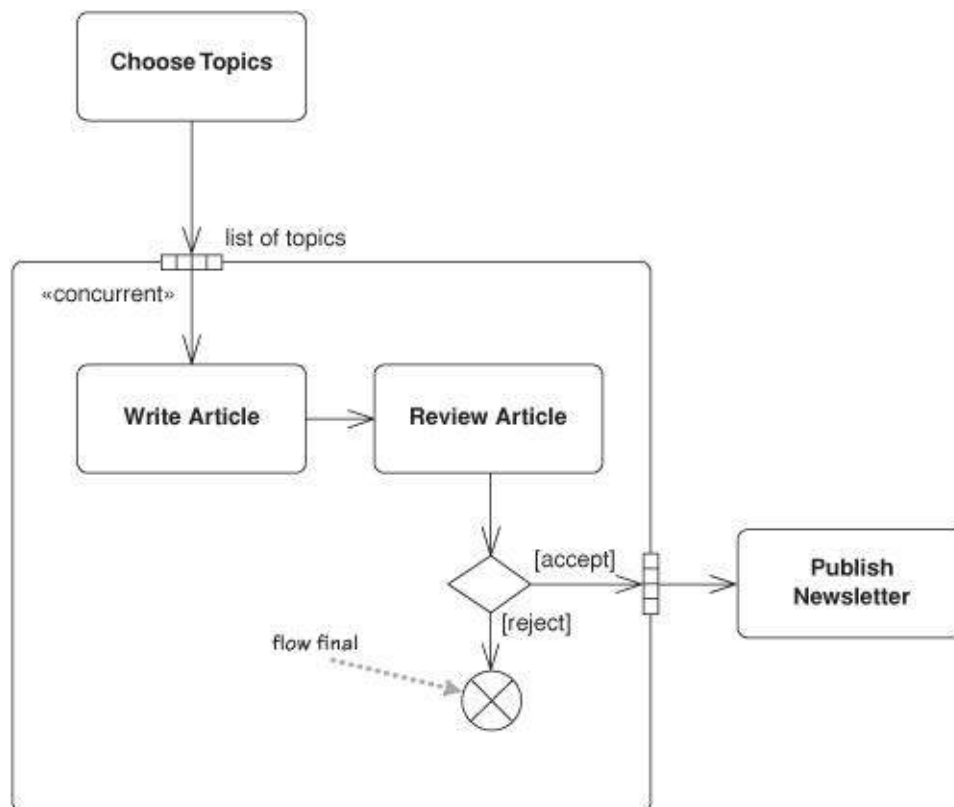 Choose Topics
list of topics
«concurrent»
Write Article
Review Article
[accept]
Publish
Newsletter
[reject]
flow final